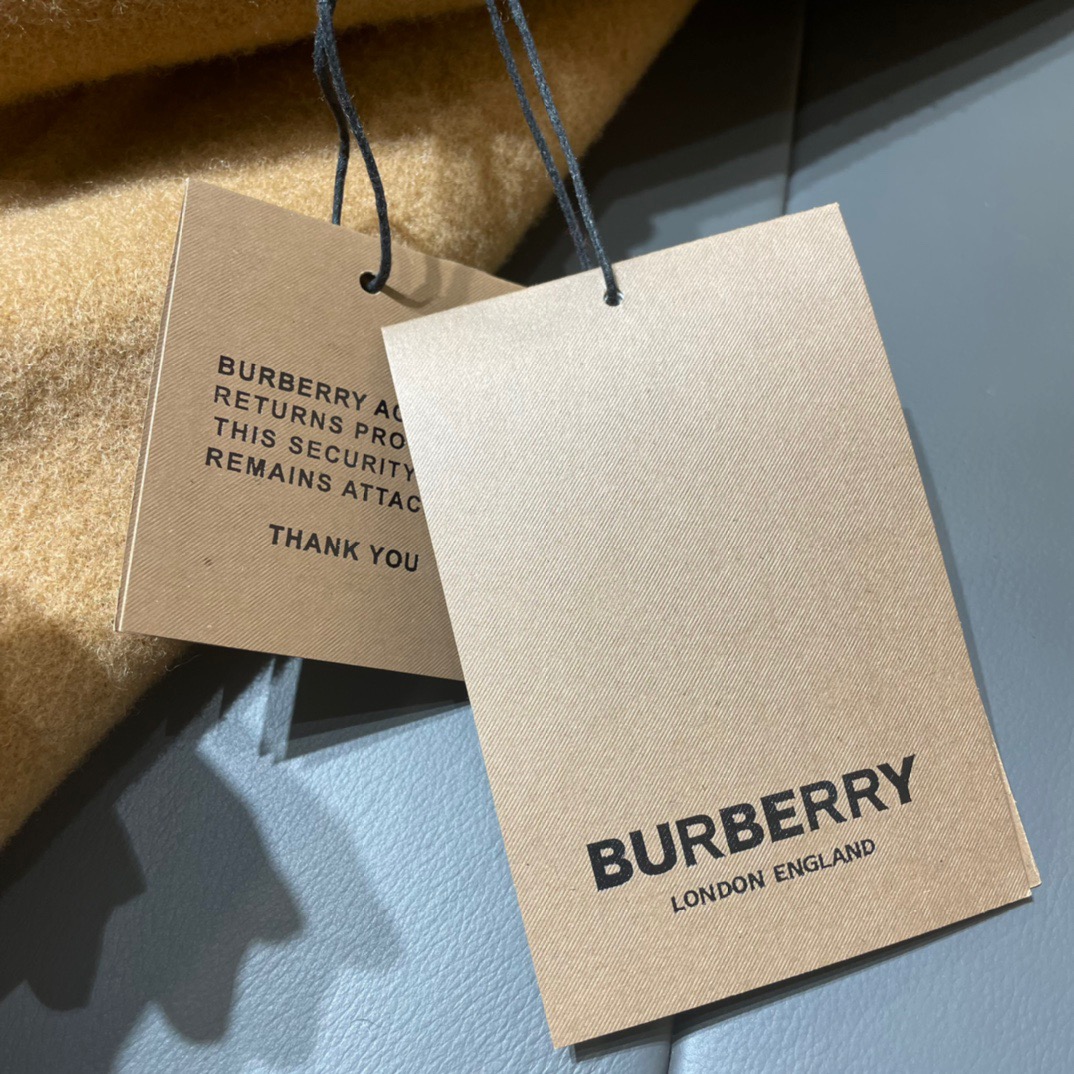 BURBERRY
RETURNS
THIS SECURITY
REMAINS
THANK YOU
BURBERRY
LONDON ENGLAND